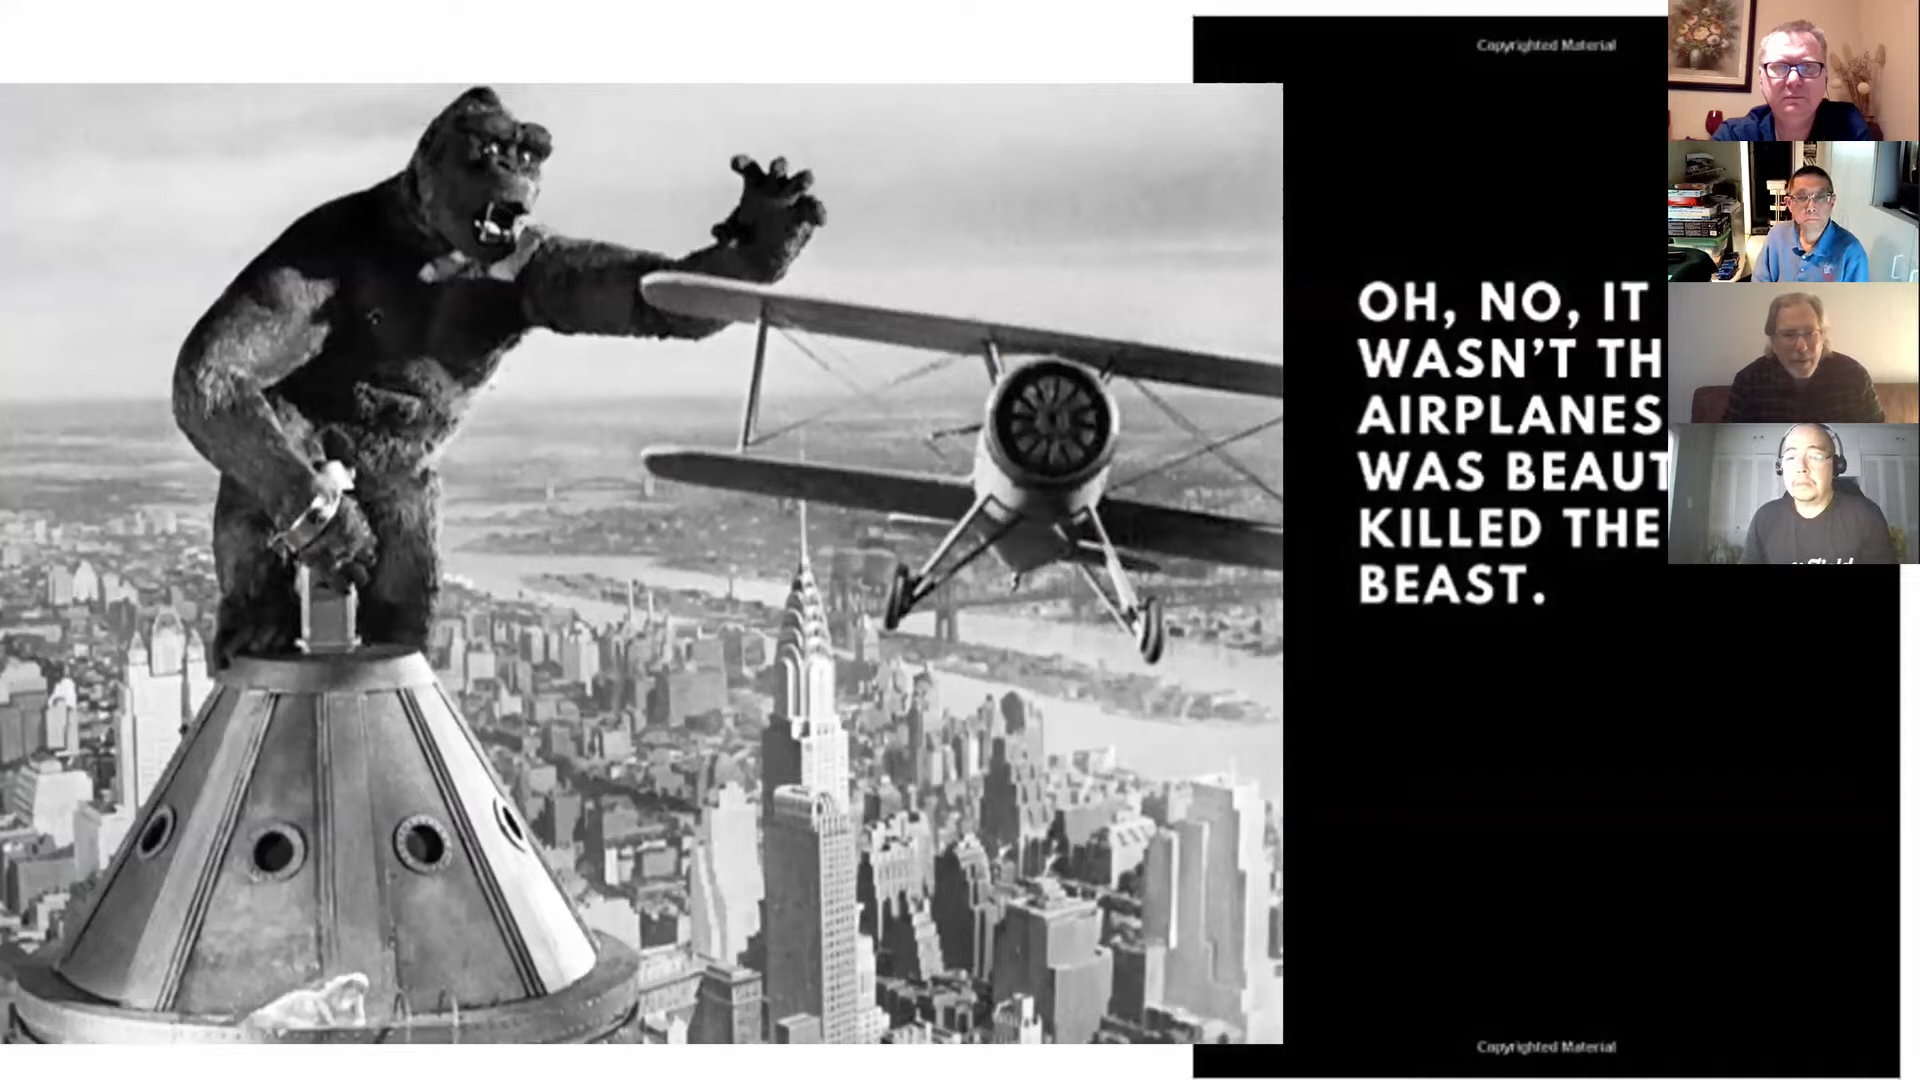 Copyrighted Material
OH, NO, IT
WASN'T TH
AIRPLANES
WAS BEAUT
KILLED THE
BEAST.
Copyrighted Material